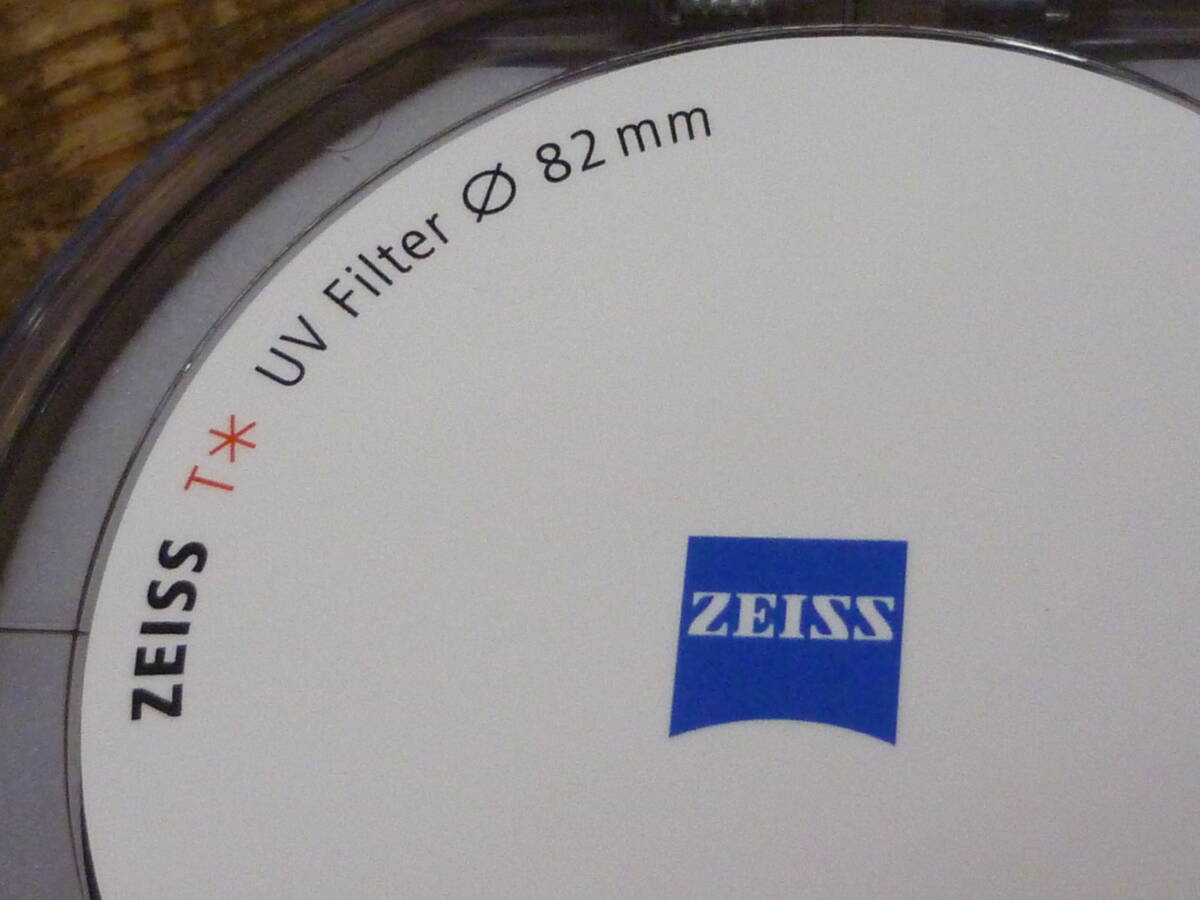 ZEISS T* UV Filter Ø 82 mm
ZEISS